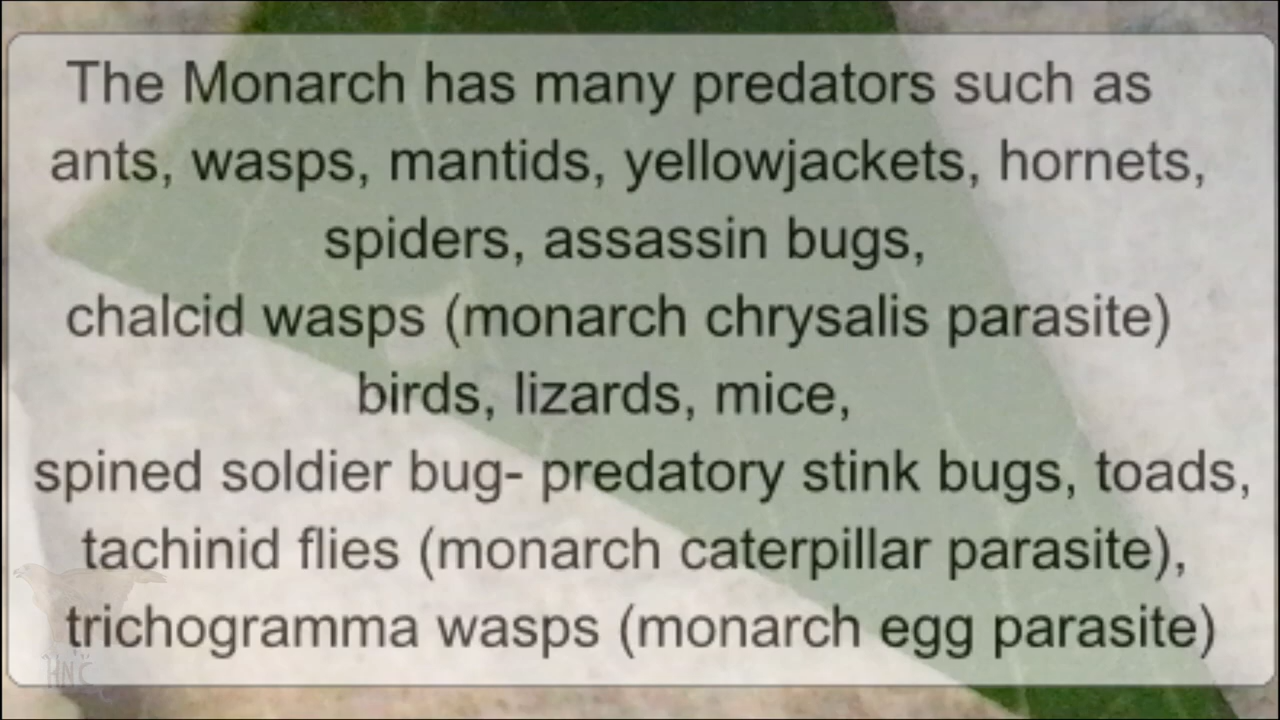 The Monarch has many predators such as
ants, wasps, mantids, yellowjackets, hornets,
spiders, assassin bugs,
chalcid wasps (monarch chrysalis parasite)
birds, lizards, mice,
spined soldier bug- predatory stink bugs, toads,
tachinid flies (monarch caterpillar parasite),
trichogramma wasps (monarch egg parasite)
HNC